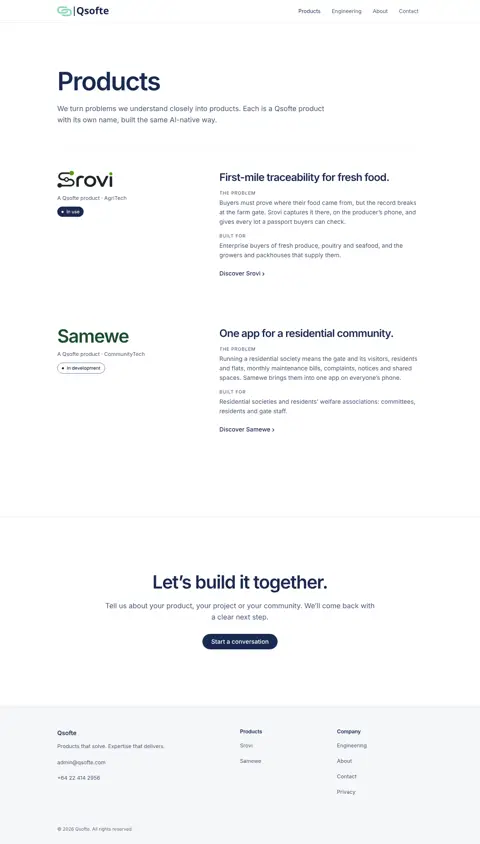 Qsofte
Products Engineering About Contact
Products
We turn problems we understand closely into products. Each is a Qsofte product
with its own name, built the same AI-native way.
Srovi
A Qsofte product · AgriTech
In use
First-mile traceability for fresh food.
THE PROBLEM
Buyers must prove where their food came from, but the record breaks
at the farm gate. Srovi captures it there, on the producer's phone, and
gives every lot a passport buyers can check.
BUILT FOR
Enterprise buyers of fresh produce, poultry and seafood, and the
growers and packhouses that supply them.
Discover Srovi ›
Samewe
A Qsofte product · CommunityTech
In development
One app for a residential community.
THE PROBLEM
Running a residential society means the gate and its visitors, residents
and flats, monthly maintenance bills, complaints, notices and shared
spaces. Samewe brings them into one app on everyone's phone.
BUILT FOR
Residential societies and residents' welfare associations: committees,
residents and gate staff.
Discover Samewe ›
Let's build it together.
Tell us about your product, your project or your community. We'll come back with
a clear next step.
Start a conversation
Qsofte
Products that solve. Expertise that delivers.
admin@qsofte.com
+64 22 414 2958
Products
Srovi
Samewe
Company
Engineering
About
Contact
Privacy
© 2026 Qsofte. All rights reserved.